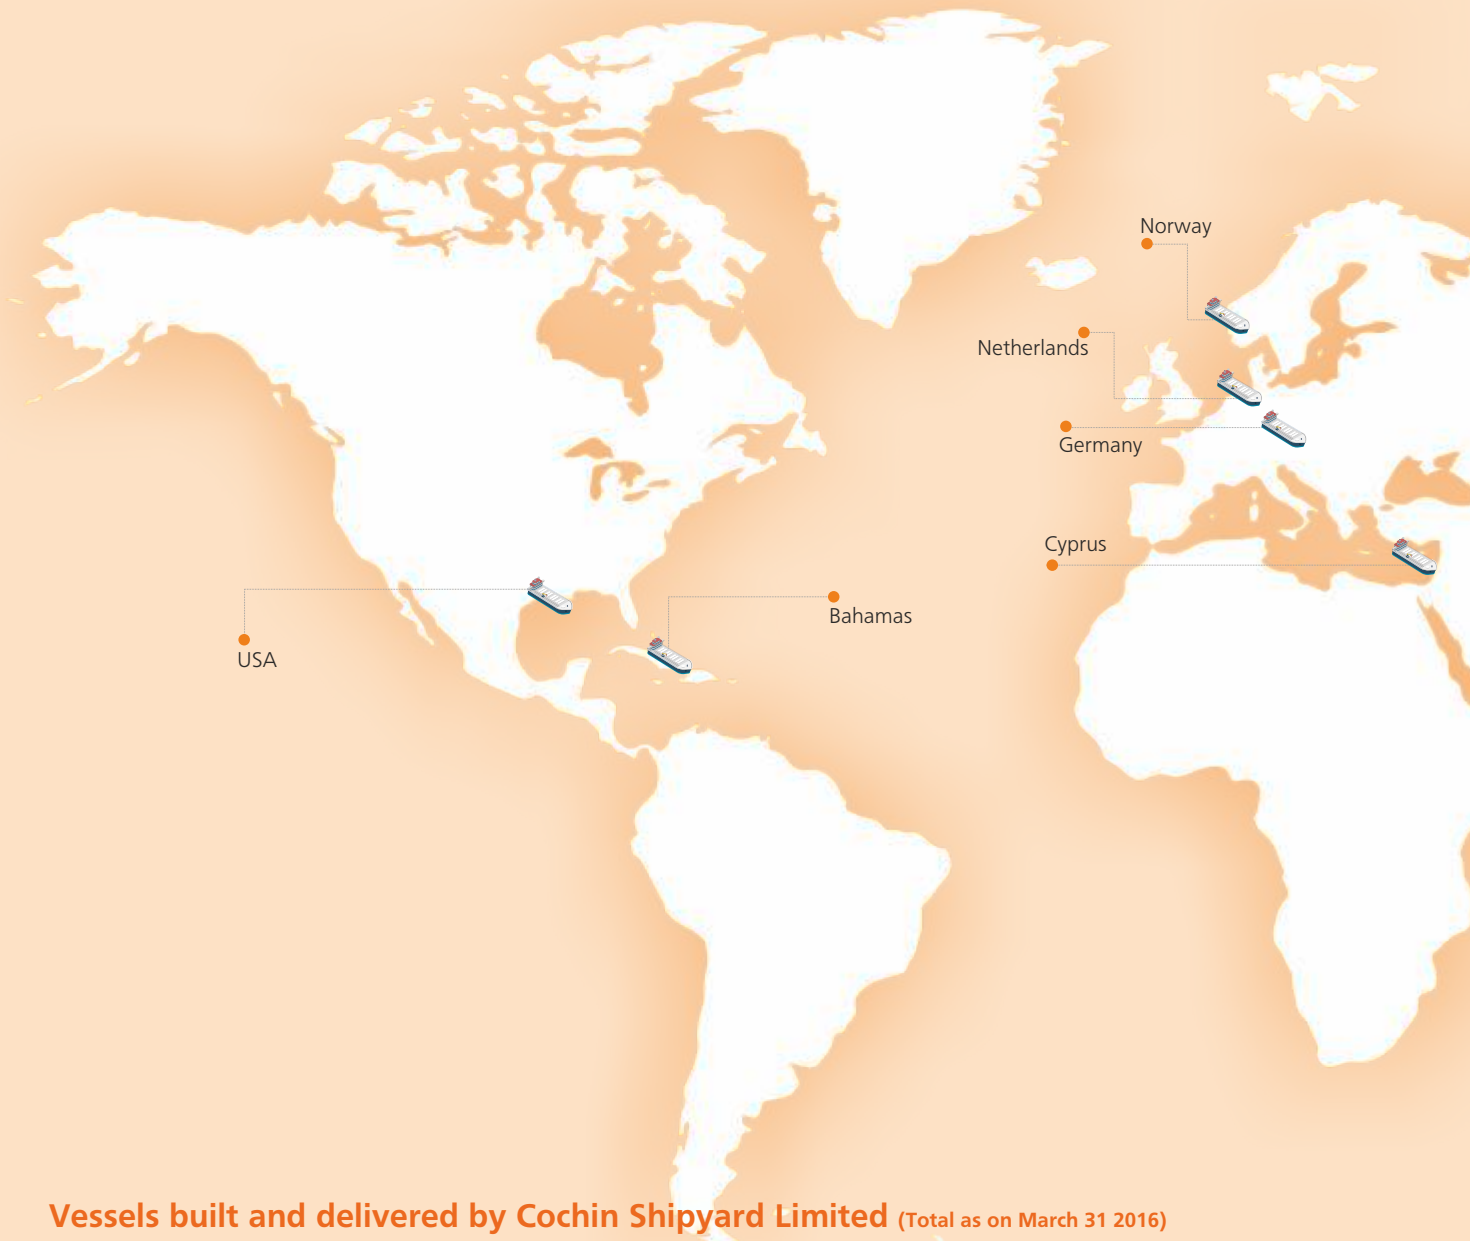 Norway
Netherlands
Germany
Cyprus
Bahamas
USA
Vessels built and delivered by Cochin Shipyard Limited (Total as on March 31 2016)